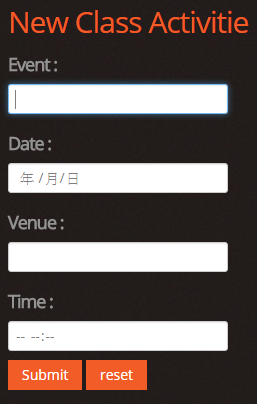 New Class Activitie
Event :
Date :
年 /月/日
Venue :
Time :
-- --:--
Submit reset